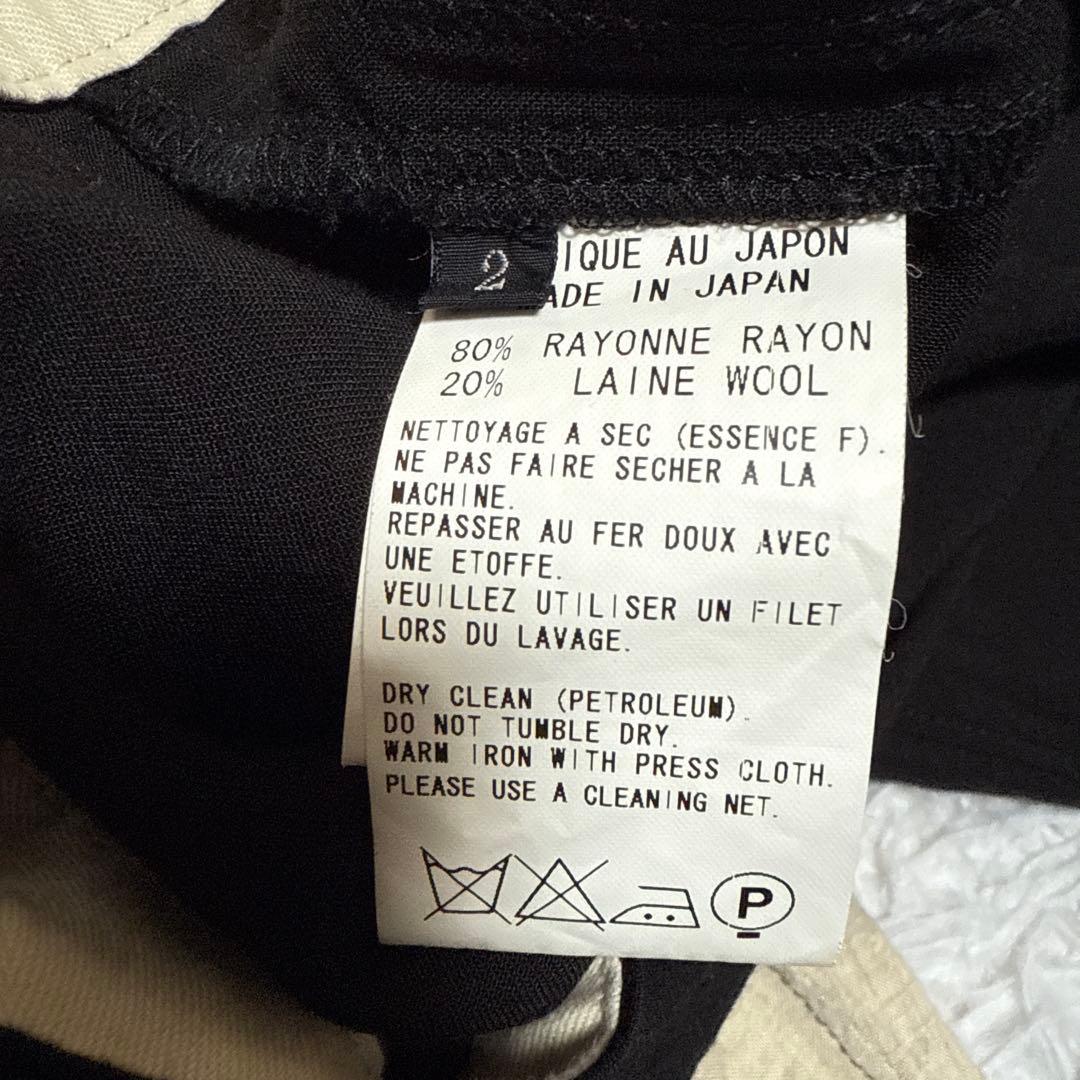 2
IQUE AU JAPON
ADE IN JAPAN
80% RAYONNE RAYON
20% LAINE WOOL
NETTOYAGE A SEC (ESSENCE F).
NE PAS FAIRE SECHER A LA
MACHINE.
REPASSER AU FER DOUX AVEC
UNE ETOFFE.
VEUILLEZ UTILISER UN FILET
LORS DU LAVAGE.
DRY CLEAN (PETROLEUM).
DO NOT TUMBLE DRY.
WARM IRON WITH PRESS CLOTH.
PLEASE USE A CLEANING NET.
P